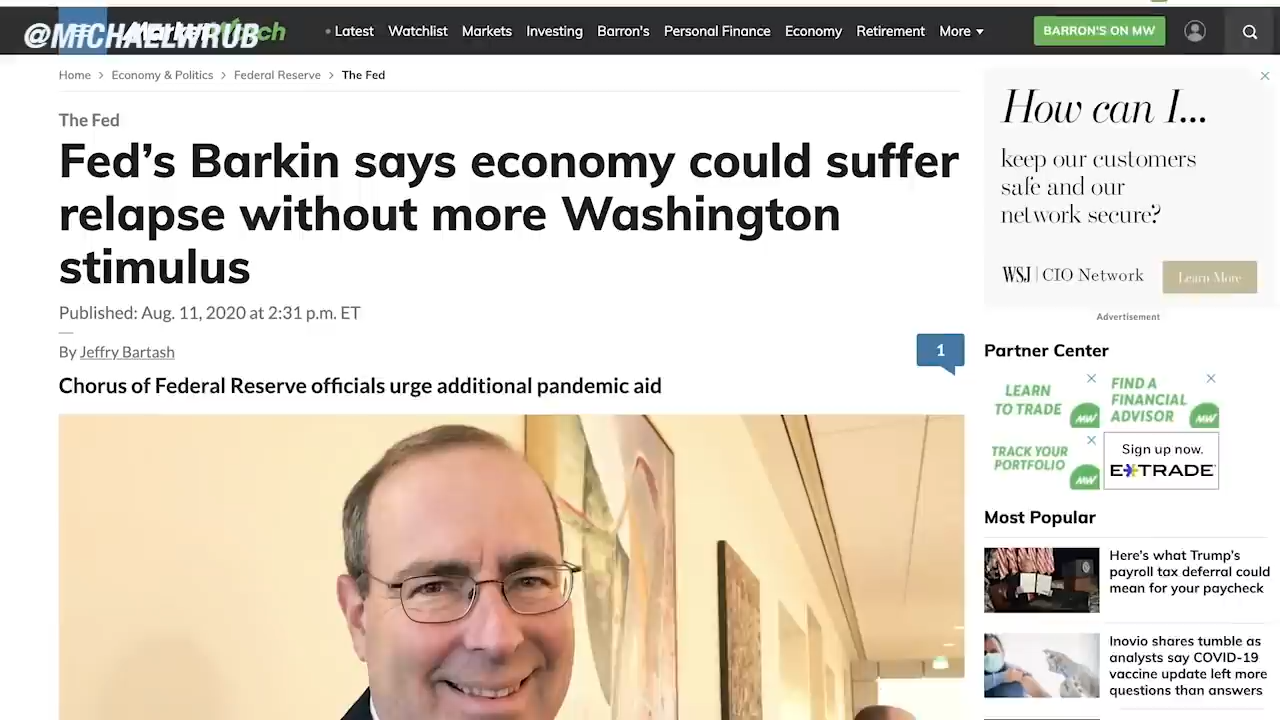 @MICHAELWRUB
MarketWatch
Latest Watchlist Markets Investing Barron's Personal Finance Economy Retirement More
BARRON'S ON MW
Home > Economy & Politics > Federal Reserve > The Fed
The Fed
Fed's Barkin says economy could suffer
relapse without more Washington
stimulus
Published: Aug. 11, 2020 at 2:31 p.m. ET
By Jeffry Bartash
1
Chorus of Federal Reserve officials urge additional pandemic aid
How can I...
keep our customers
safe and our
network secure?
WSJ | CIO Network
Learn More
Advertisement
Partner Center
LEARN
TO TRADE
MW
FIND A
FINANCIAL
ADVISOR
MW
TRACK YOUR
PORTFOLIO
MW
Sign up now.
E*TRADE
Most Popular
Here's what Trump's
payroll tax deferral could
mean for your paycheck
Inovio shares tumble as
analysts say COVID-19
vaccine update left more
questions than answers